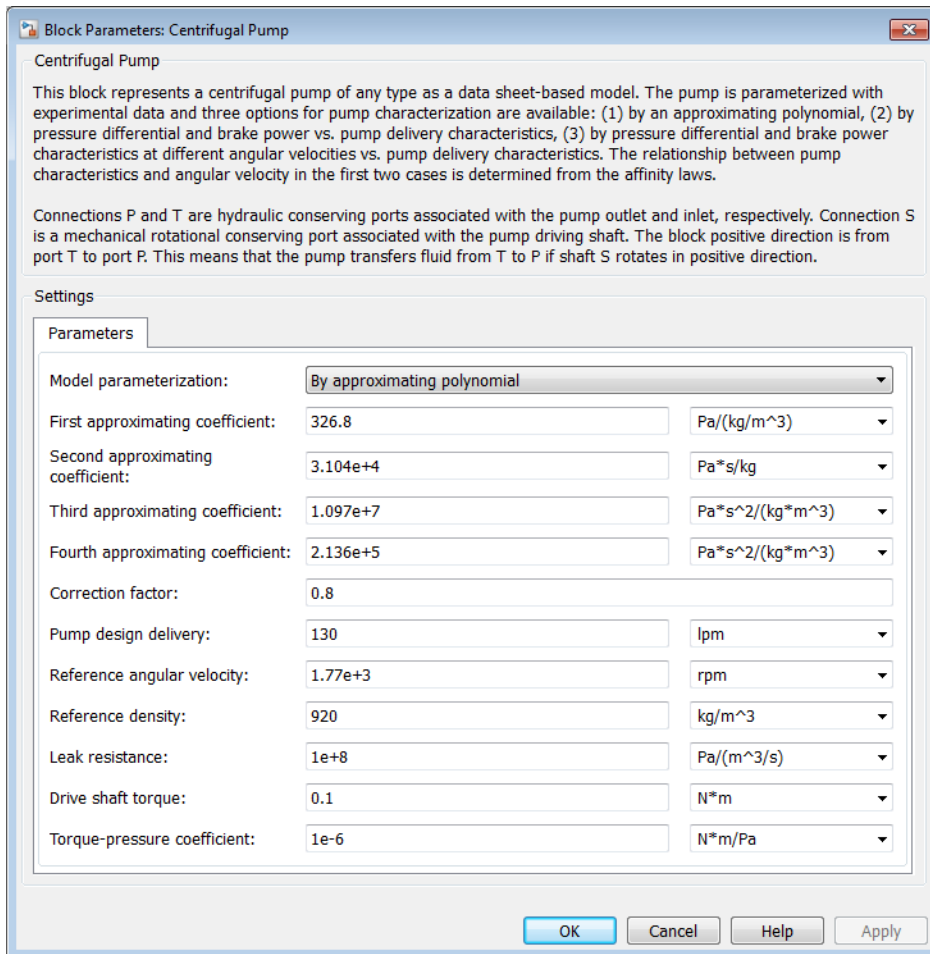 Block Parameters: Centrifugal Pump
Centrifugal Pump
This block represents a centrifugal pump of any type as a data sheet-based model. The pump is parameterized with
experimental data and three options for pump characterization are available: (1) by an approximating polynomial, (2) by
pressure differential and brake power vs. pump delivery characteristics, (3) by pressure differential and brake power
characteristics at different angular velocities vs. pump delivery characteristics. The relationship between pump
characteristics and angular velocity in the first two cases is determined from the affinity laws.
Connections P and T are hydraulic conserving ports associated with the pump outlet and inlet, respectively. Connection S
is a mechanical rotational conserving port associated with the pump driving shaft. The block positive direction is from
port T to port P. This means that the pump transfers fluid from T to P if shaft S rotates in positive direction.
Settings
Parameters
Model parameterization: By approximating polynomial
First approximating coefficient: 326.8 Pa/(kg/m^3)
Second approximating
coefficient: 3.104e+4 Pa*s/kg
Third approximating coefficient: 1.097e+7 Pa*s^2/(kg*m^3)
Fourth approximating coefficient: 2.136e+5 Pa*s^2/(kg*m^3)
Correction factor: 0.8
Pump design delivery: 130 lpm
Reference angular velocity: 1.77e+3 rpm
Reference density: 920 kg/m^3
Leak resistance: 1e+8 Pa/(m^3/s)
Drive shaft torque: 0.1 N*m
Torque-pressure coefficient: 1e-6 N*m/Pa
OK Cancel Help Apply